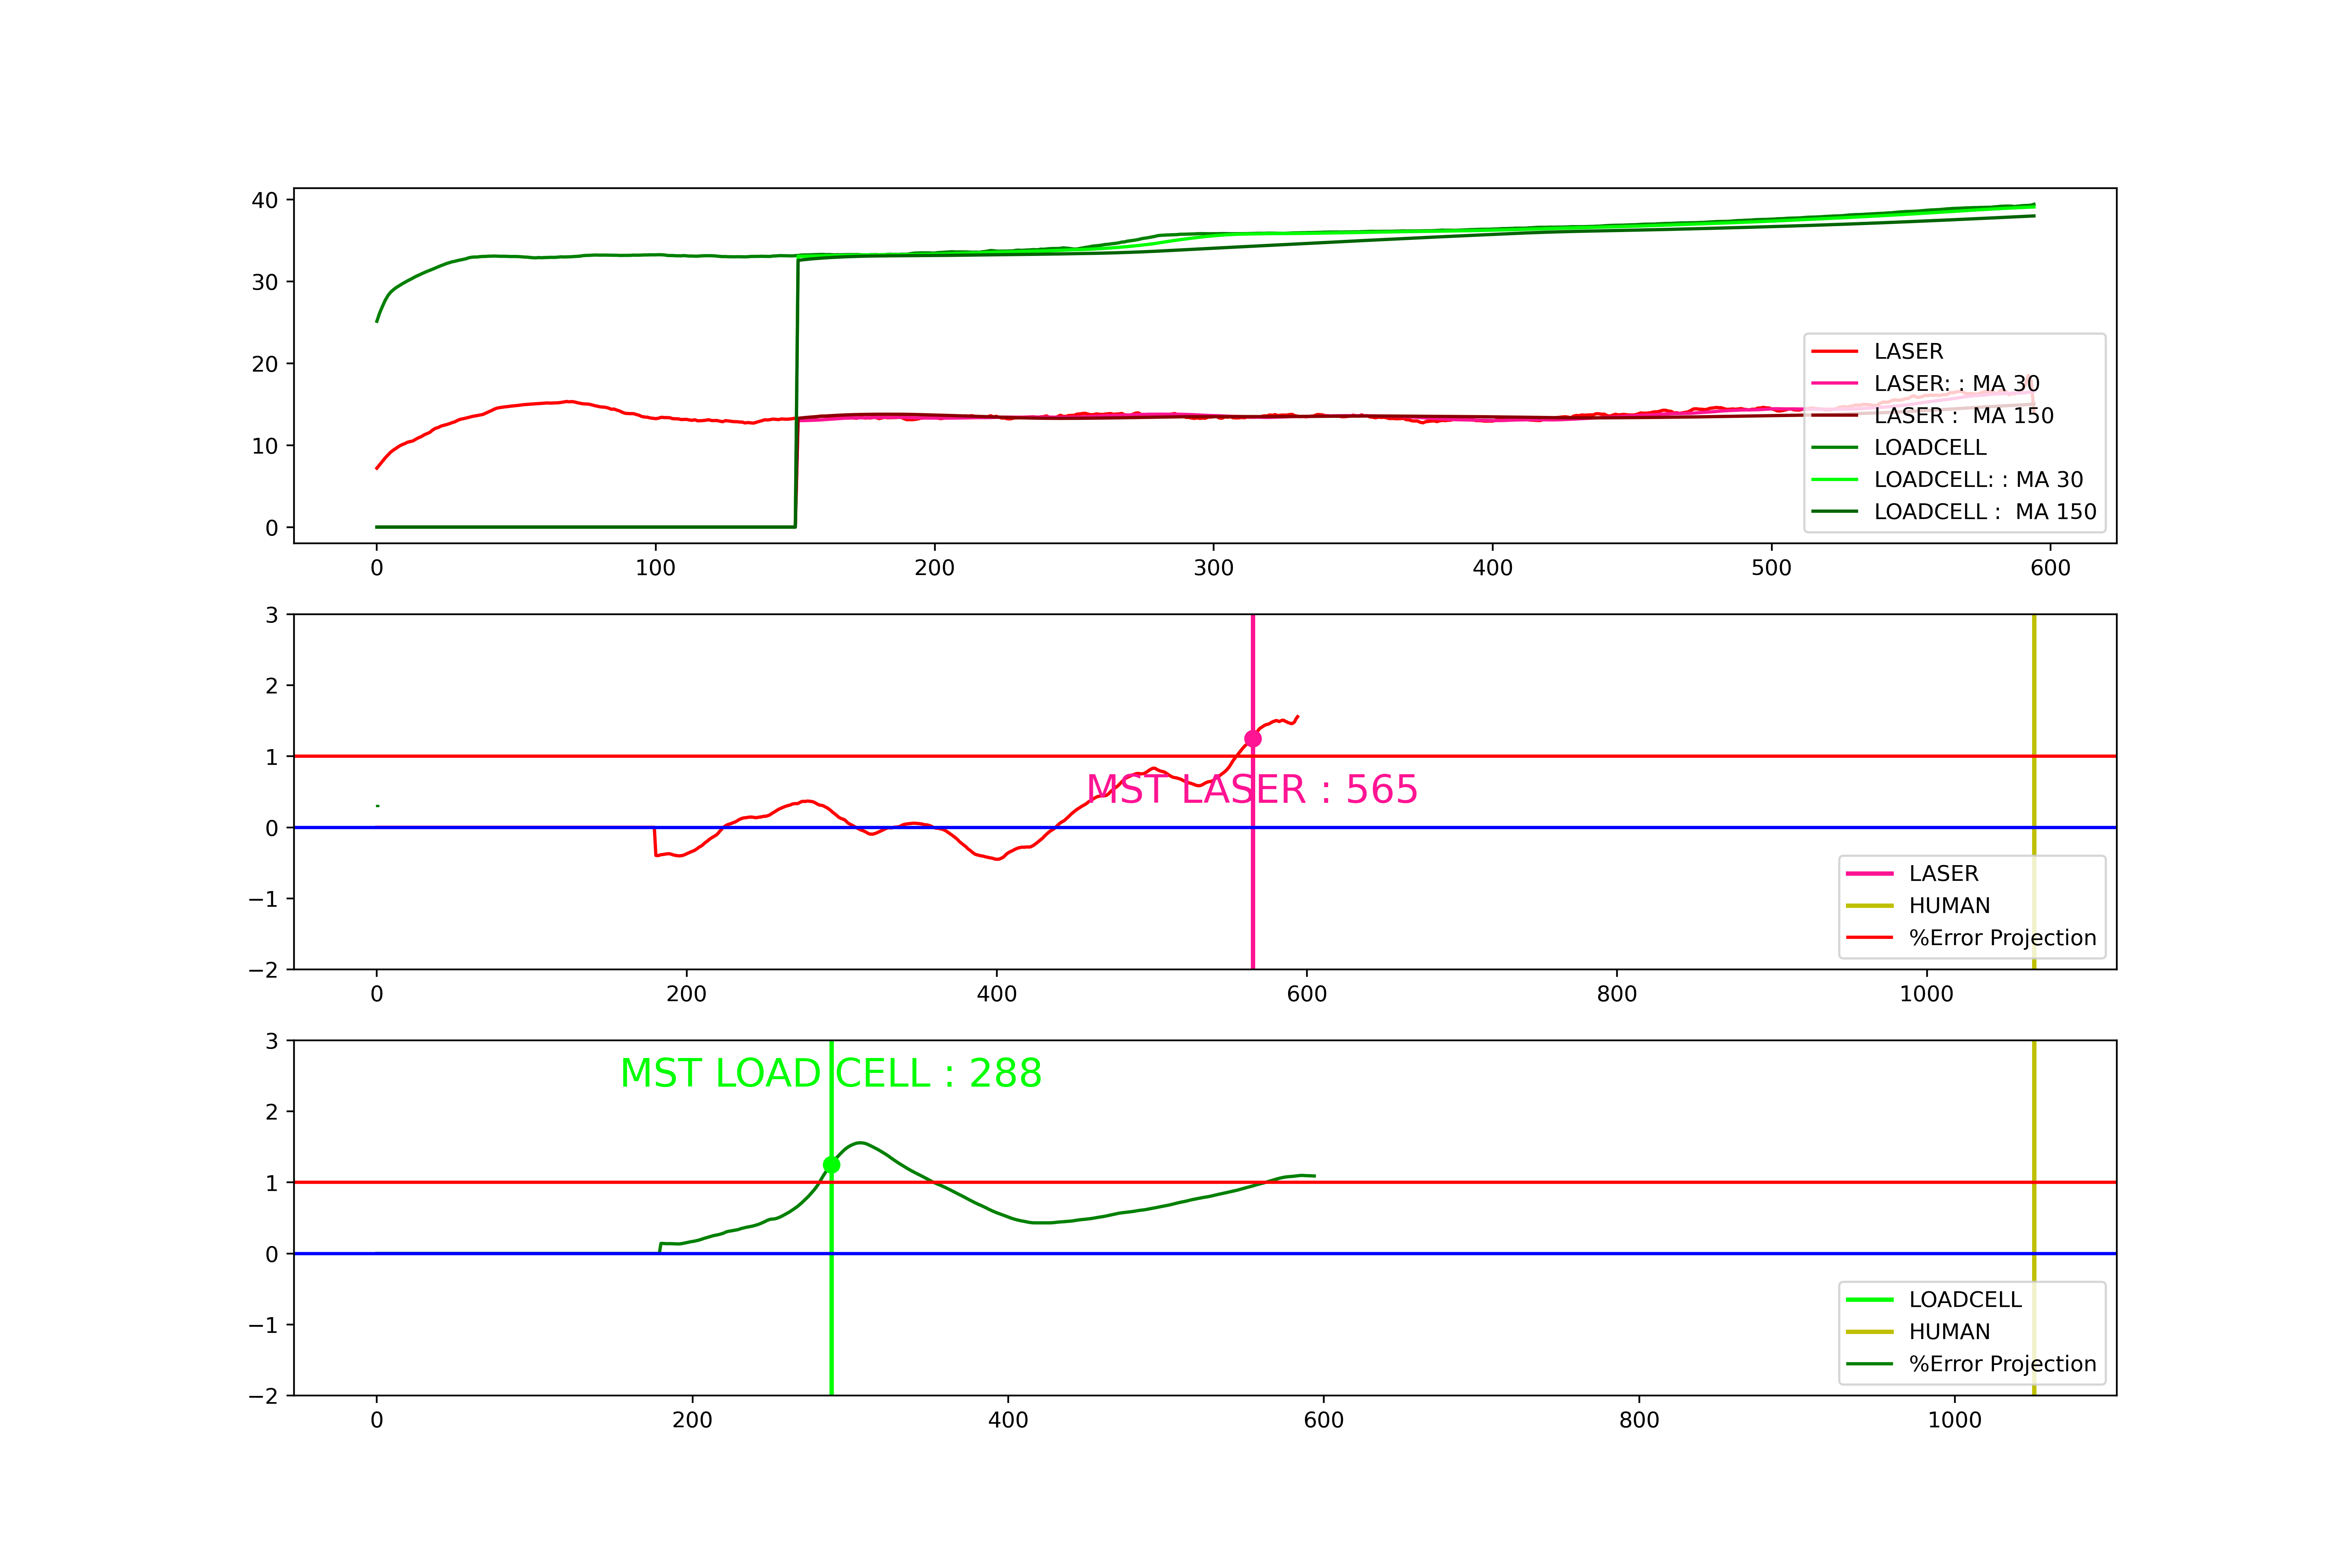 40
30
20
10
0
LASER
LASER: : MA 30
LASER :  MA 150
LOADCELL
LOADCELL: : MA 30
LOADCELL :  MA 150
0 100 200 300 400 500 600
3
2
1
0
−1
−2
MST LASER : 565
LASER
HUMAN
%Error Projection
0 200 400 600 800 1000
3
2
1
0
−1
−2
MST LOAD CELL : 288
LOADCELL
HUMAN
%Error Projection
0 200 400 600 800 1000